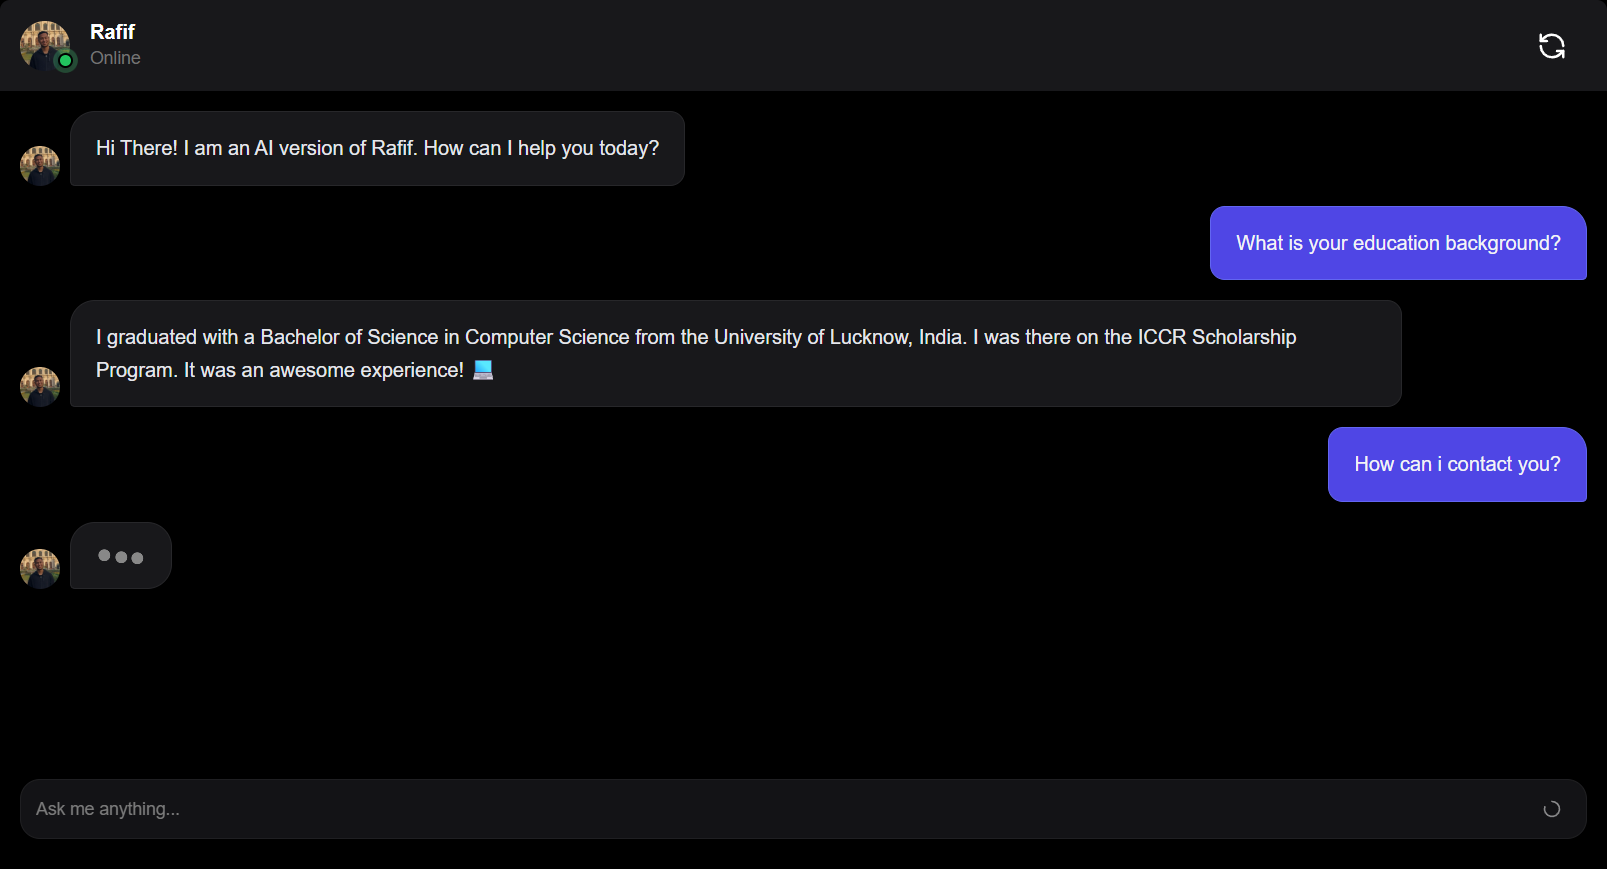 Rafif
Online
Hi There! I am an AI version of Rafif. How can I help you today?
What is your education background?
I graduated with a Bachelor of Science in Computer Science from the University of Lucknow, India. I was there on the ICCR Scholarship
Program. It was an awesome experience! 💻
How can i contact you?
Ask me anything...